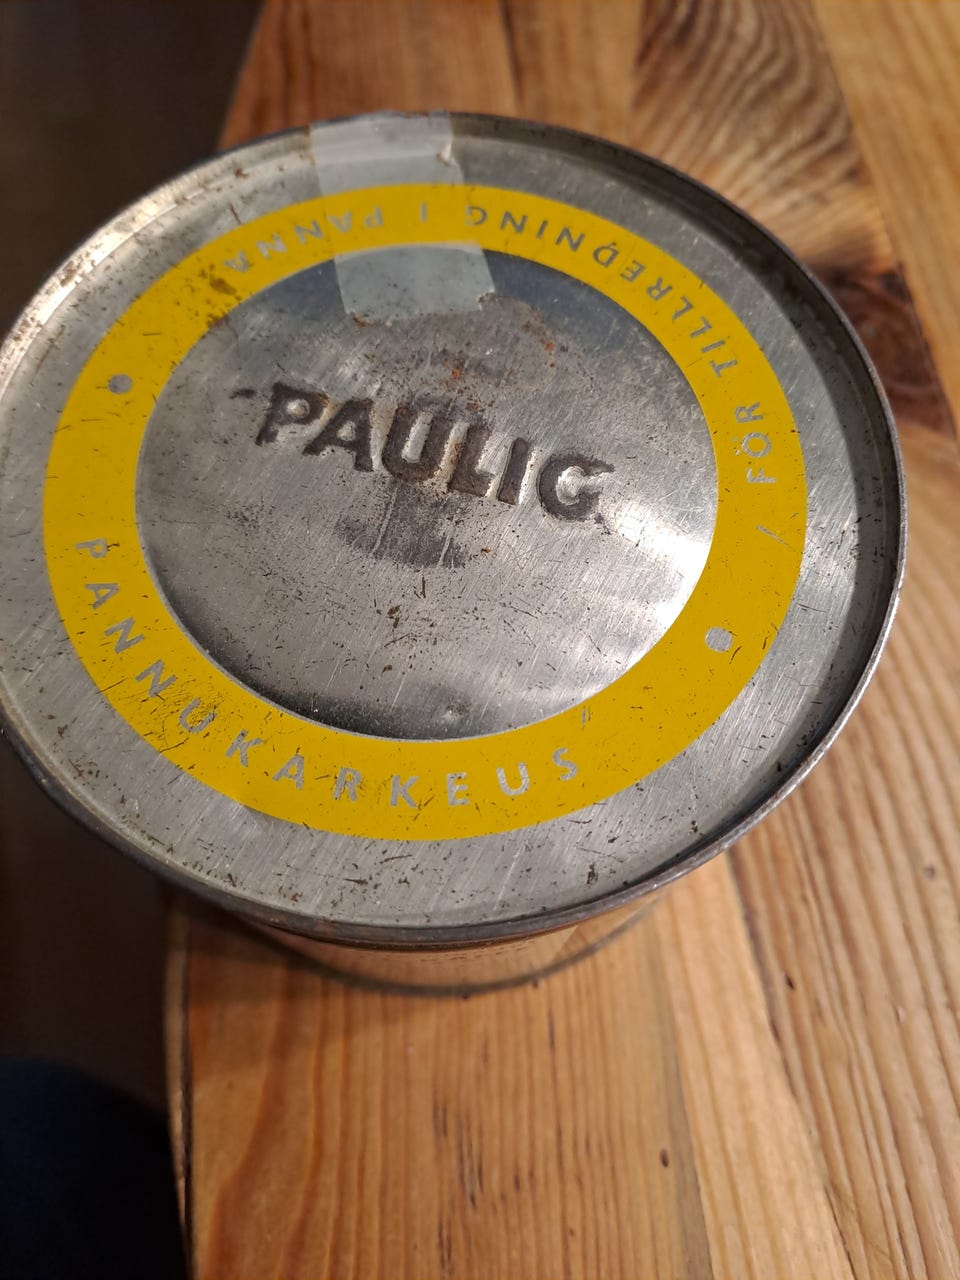 PAULIG
PANNUKARKEUS
FÖR TILLREDNING I PANNA